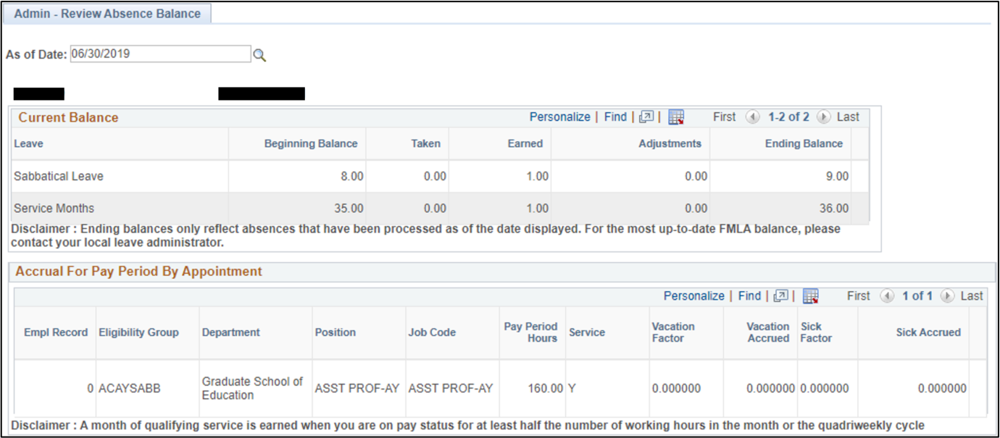 Admin - Review Absence Balance
As of Date: 06/30/2019
Current Balance Personalize | Find | | First 1-2 of 2 Last
Leave Beginning Balance Taken Earned Adjustments Ending Balance
Sabbatical Leave 8.00 0.00 1.00 0.00 9.00
Service Months 35.00 0.00 1.00 0.00 36.00
Disclaimer : Ending balances only reflect absences that have been processed as of the date displayed. For the most up-to-date FMLA balance, please
contact your local leave administrator.
Accrual For Pay Period By Appointment
Personalize | Find | | First 1 of 1 Last
Empl Record Eligibility Group Department Position Job Code Pay Period Hours Service Vacation Factor Vacation Accrued Sick Factor Sick Accrued
0 ACAYSABB Graduate School of Education ASST PROF-AY ASST PROF-AY 160.00 Y 0.000000 0.000000 0.000000 0.000000
Disclaimer : A month of qualifying service is earned when you are on pay status for at least half the number of working hours in the month or the quadriweekly cycle